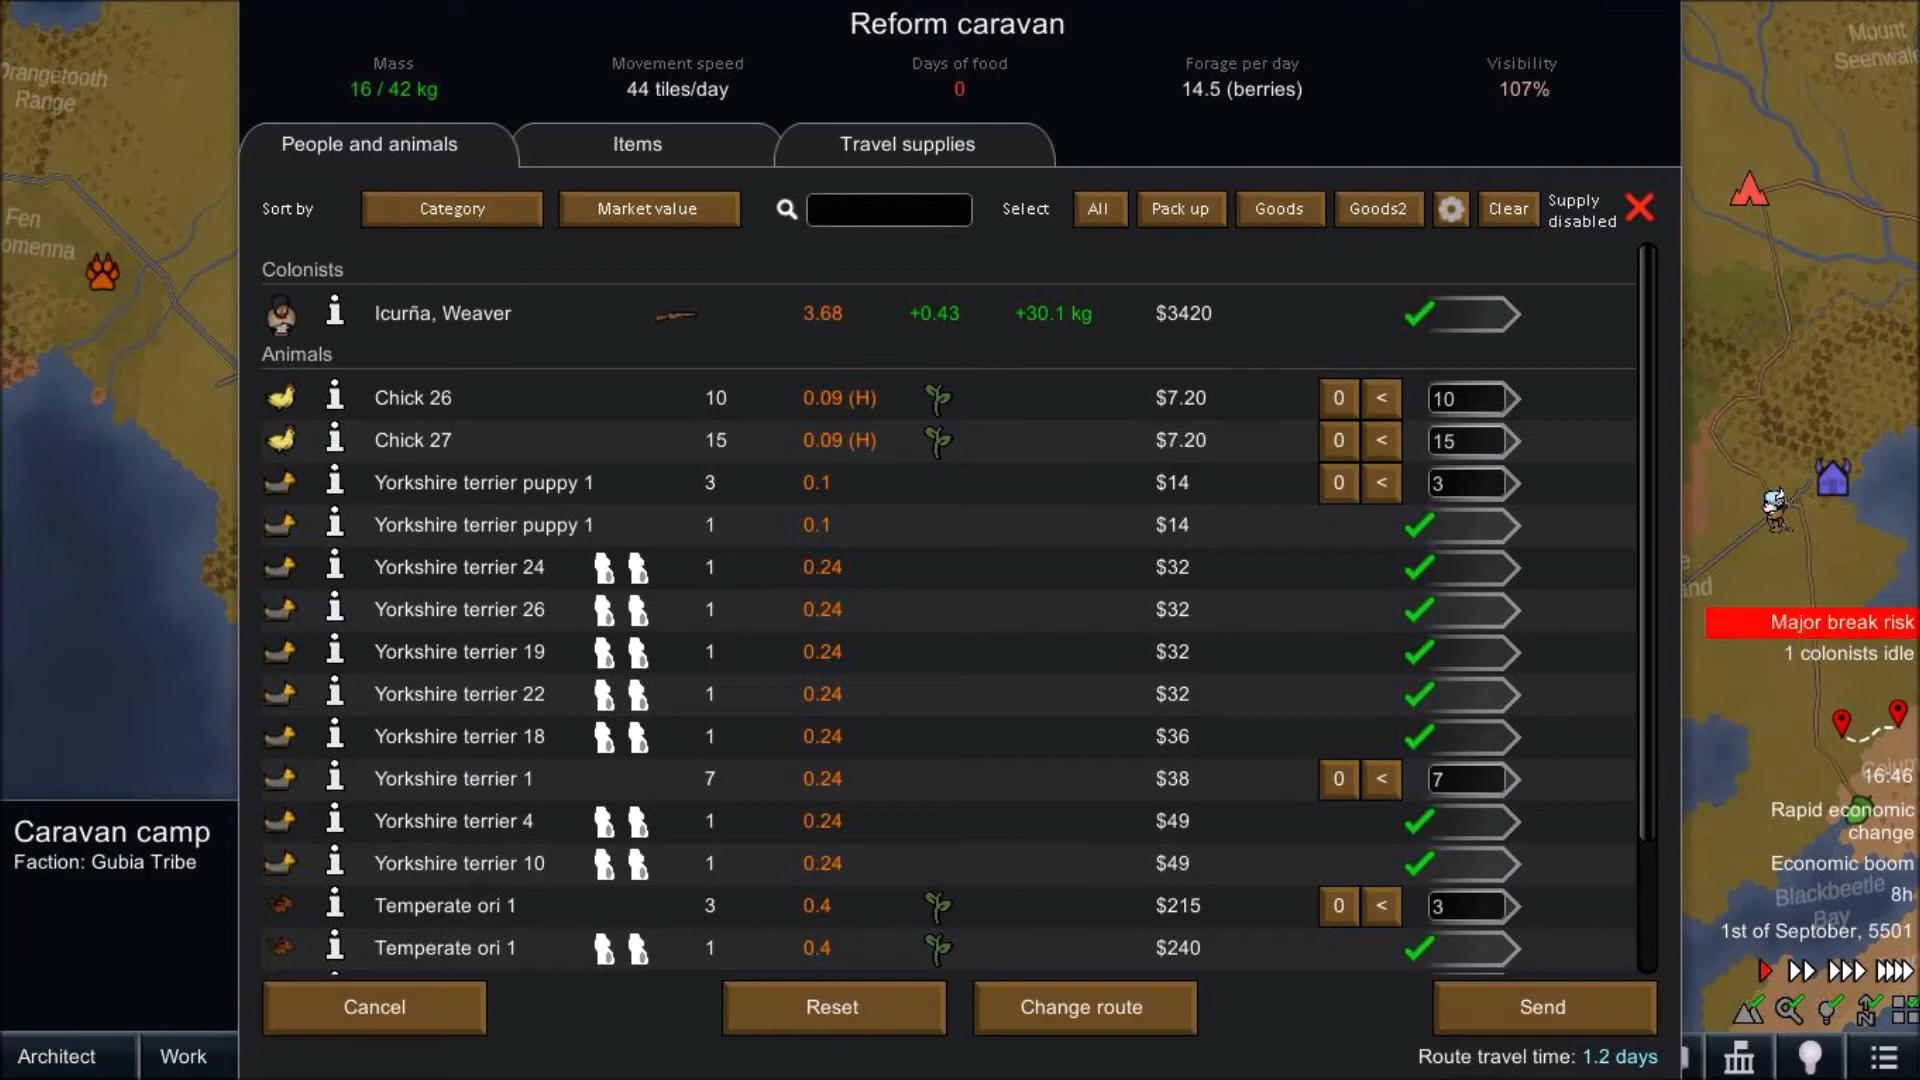 Reform caravan
Mass
Movement speed
Days of food
Forage per day
Visibility
16 / 42 kg
44 tiles/day
0
14.5 (berries)
107%
People and animals
Items
Travel supplies
Sort by
Category
Market value
Select
All
Pack up
Goods
Goods2
Clear
Supply
disabled
Colonists
Icurña, Weaver 3.68 +0.43 +30.1 kg $3420
Animals
Chick 26 10 0.09 (H) $7.20 0 < 10
Chick 27 15 0.09 (H) $7.20 0 < 15
Yorkshire terrier puppy 1 3 0.1 $14 0 < 3
Yorkshire terrier puppy 1 1 0.1 $14
Yorkshire terrier 24 1 0.24 $32
Yorkshire terrier 26 1 0.24 $32
Yorkshire terrier 19 1 0.24 $32
Yorkshire terrier 22 1 0.24 $32
Yorkshire terrier 18 1 0.24 $36
Yorkshire terrier 1 7 0.24 $38 0 < 7
Yorkshire terrier 4 1 0.24 $49
Yorkshire terrier 10 1 0.24 $49
Temperate ori 1 3 0.4 $215 0 < 3
Temperate ori 1 1 0.4 $240
Cancel
Reset
Change route
Send
Route travel time: 1.2 days
Orangetooth
Range
Fen
omenna
Caravan camp
Faction: Gubia Tribe
Architect
Work
Mount
Seenwale
and
Major break risk
1 colonists idle
16:46
Rapid economic
change
Economic boom
Blackbeetle
Bay
8h
1st of Septober, 5501